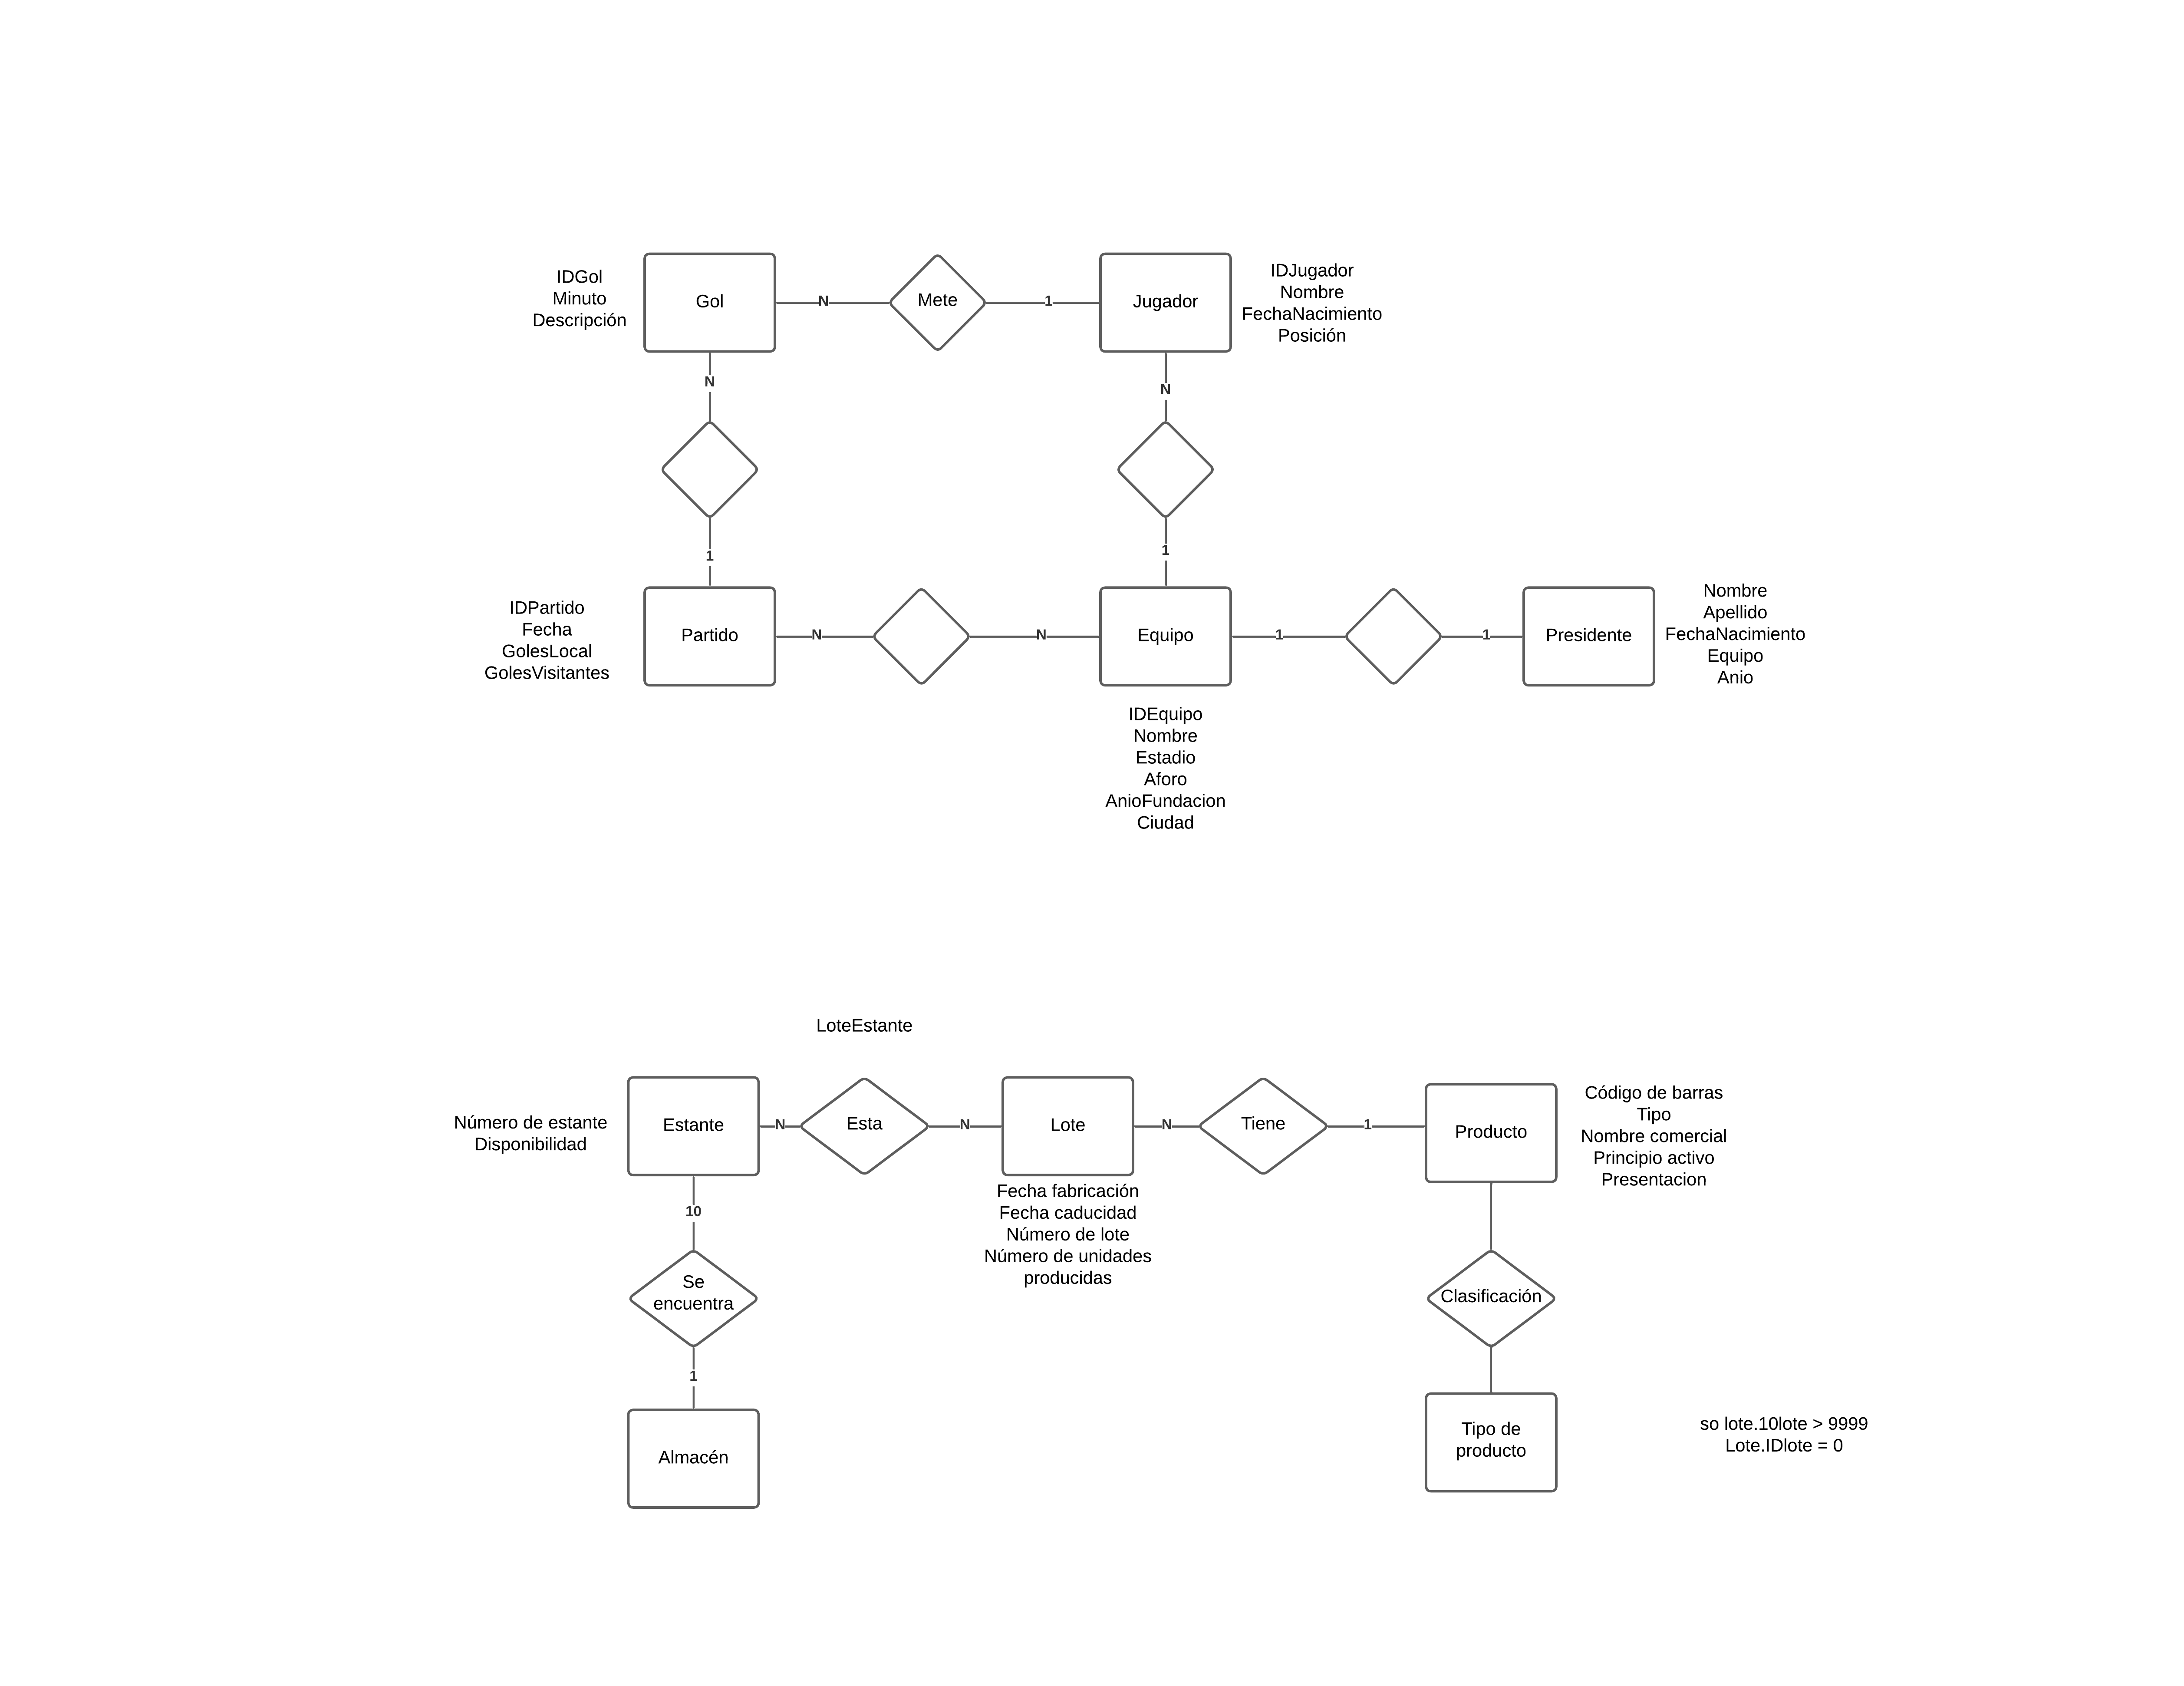 IDGol
Minuto
Descripción
Gol
N
Mete
1
Jugador
IDJugador
Nombre
FechaNacimiento
Posición
N
N
1
1
IDPartido
Fecha
GolesLocal
GolesVisitantes
Partido
N
N
Equipo
1
1
Presidente
Nombre
Apellido
FechaNacimiento
Equipo
Anio
IDEquipo
Nombre
Estadio
Aforo
AnioFundacion
Ciudad
LoteEstante
Número de estante
Disponibilidad
Estante
N
Esta
N
Lote
N
Tiene
1
Producto
Código de barras
Tipo
Nombre comercial
Principio activo
Presentacion
Fecha fabricación
Fecha caducidad
Número de lote
Número de unidades
producidas
10
Se
encuentra
Clasificación
1
Almacén
Tipo de
producto
so lote.10lote > 9999
Lote.IDlote = 0